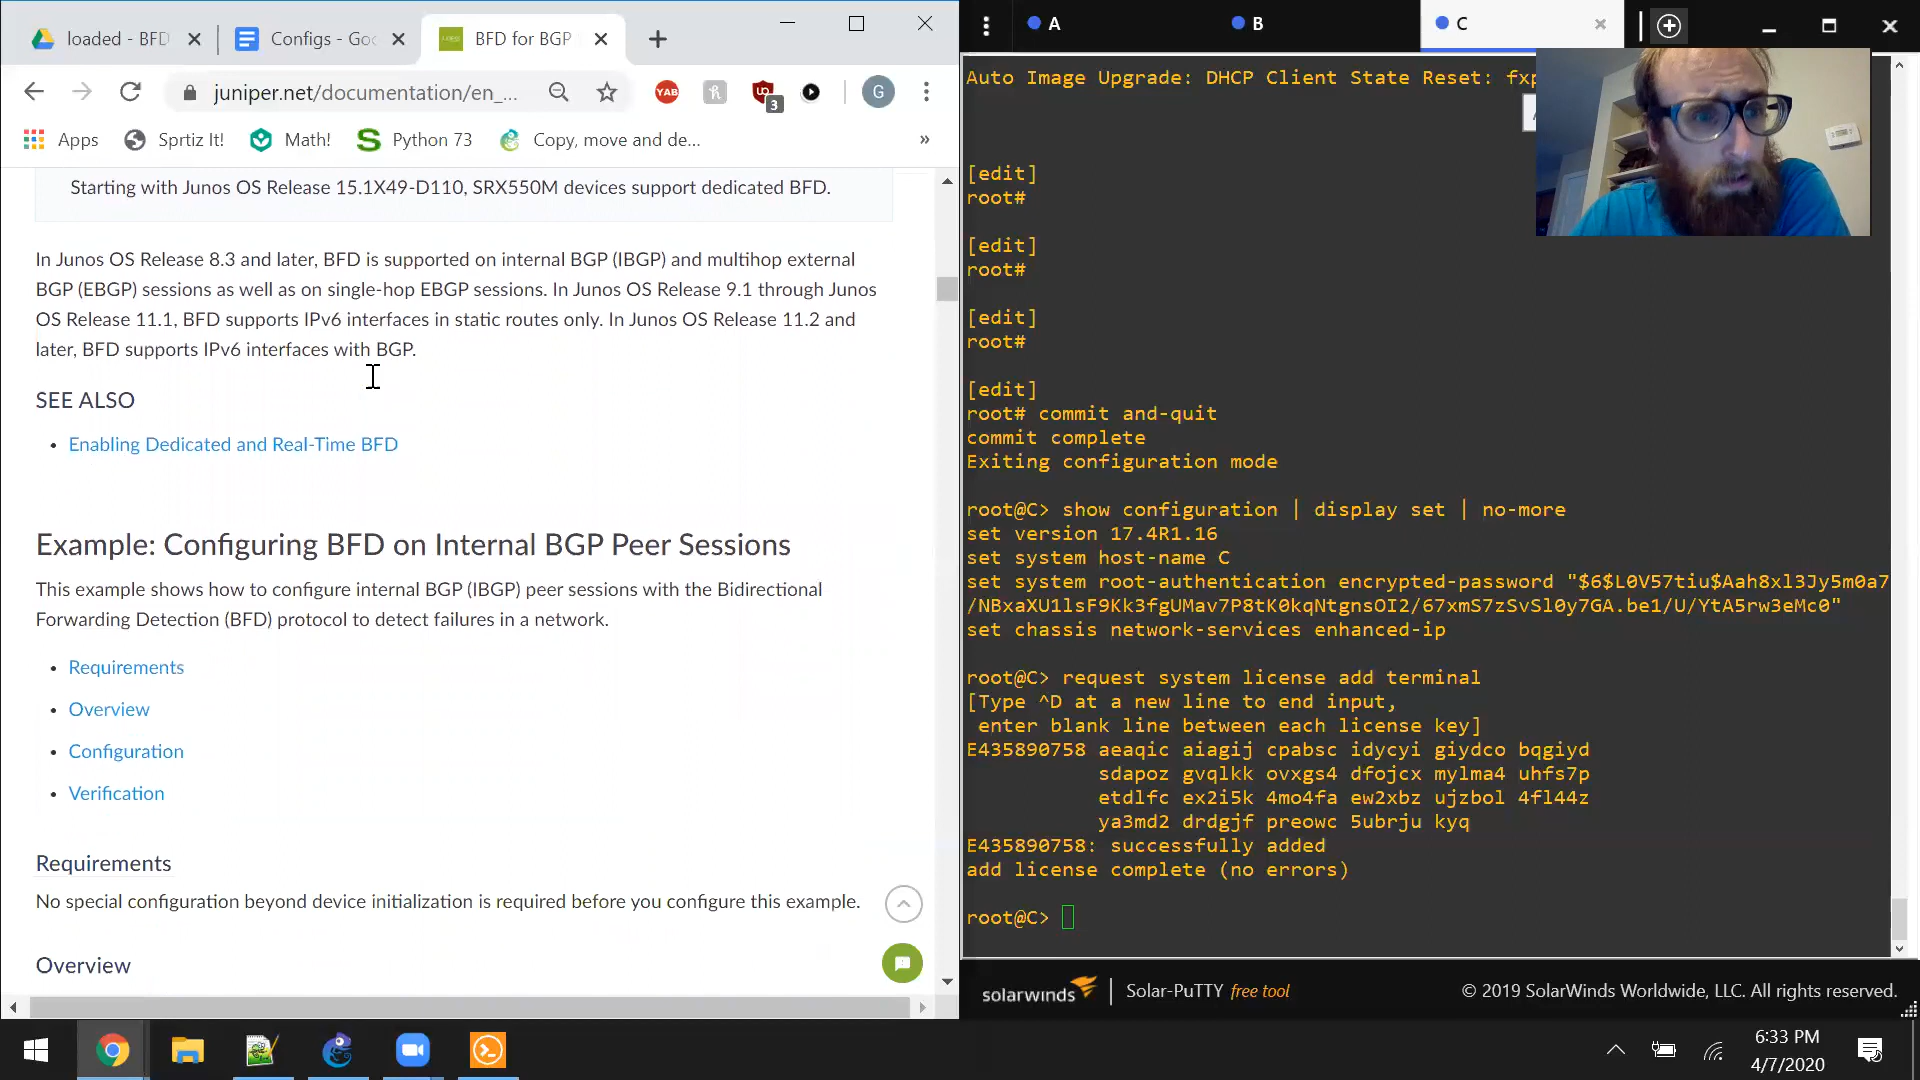 loaded - BFD
Configs - Goo
BFD for BGP
juniper.net/documentation/en_...
YAB
3
G
Apps
Sprtiz It!
Math!
Python 73
Copy, move and de...
»
Starting with Junos OS Release 15.1X49-D110, SRX550M devices support dedicated BFD.
In Junos OS Release 8.3 and later, BFD is supported on internal BGP (IBGP) and multihop external
BGP (EBGP) sessions as well as on single-hop EBGP sessions. In Junos OS Release 9.1 through Junos
OS Release 11.1, BFD supports IPv6 interfaces in static routes only. In Junos OS Release 11.2 and
later, BFD supports IPv6 interfaces with BGP.
SEE ALSO
• Enabling Dedicated and Real-Time BFD
Example: Configuring BFD on Internal BGP Peer Sessions
This example shows how to configure internal BGP (IBGP) peer sessions with the Bidirectional
Forwarding Detection (BFD) protocol to detect failures in a network.
• Requirements
• Overview
• Configuration
• Verification
Requirements
No special configuration beyond device initialization is required before you configure this example.
Overview
A
B
C
Auto Image Upgrade: DHCP Client State Reset: fxp
[edit]
root#
[edit]
root#
[edit]
root#
[edit]
root# commit and-quit
commit complete
Exiting configuration mode
root@C> show configuration | display set | no-more
set version 17.4R1.16
set system host-name C
set system root-authentication encrypted-password "$6$L0V57tiu$Aah8xl3Jy5m0a7
/NBxaXU1lsF9Kk3fgUMav7P8tK0kqNtgnsOI2/67xmS7zSvSl0y7GA.be1/U/YtA5rw3eMc0"
set chassis network-services enhanced-ip
root@C> request system license add terminal
[Type ^D at a new line to end input,
enter blank line between each license key]
E435890758 aeaqic aiagij cpabsc idycyi giydco bqgiyd
sdapoz gvqlkk ovxgs4 dfojcx mylma4 uhfs7p
etdlfc ex2i5k 4mo4fa ew2xbz ujzbol 4fl44z
ya3md2 drdgjf preowc 5ubrju kyq
E435890758: successfully added
add license complete (no errors)
root@C>
solarwinds | Solar-PuTTY free tool
© 2019 SolarWinds Worldwide, LLC. All rights reserved.
6:33 PM
4/7/2020